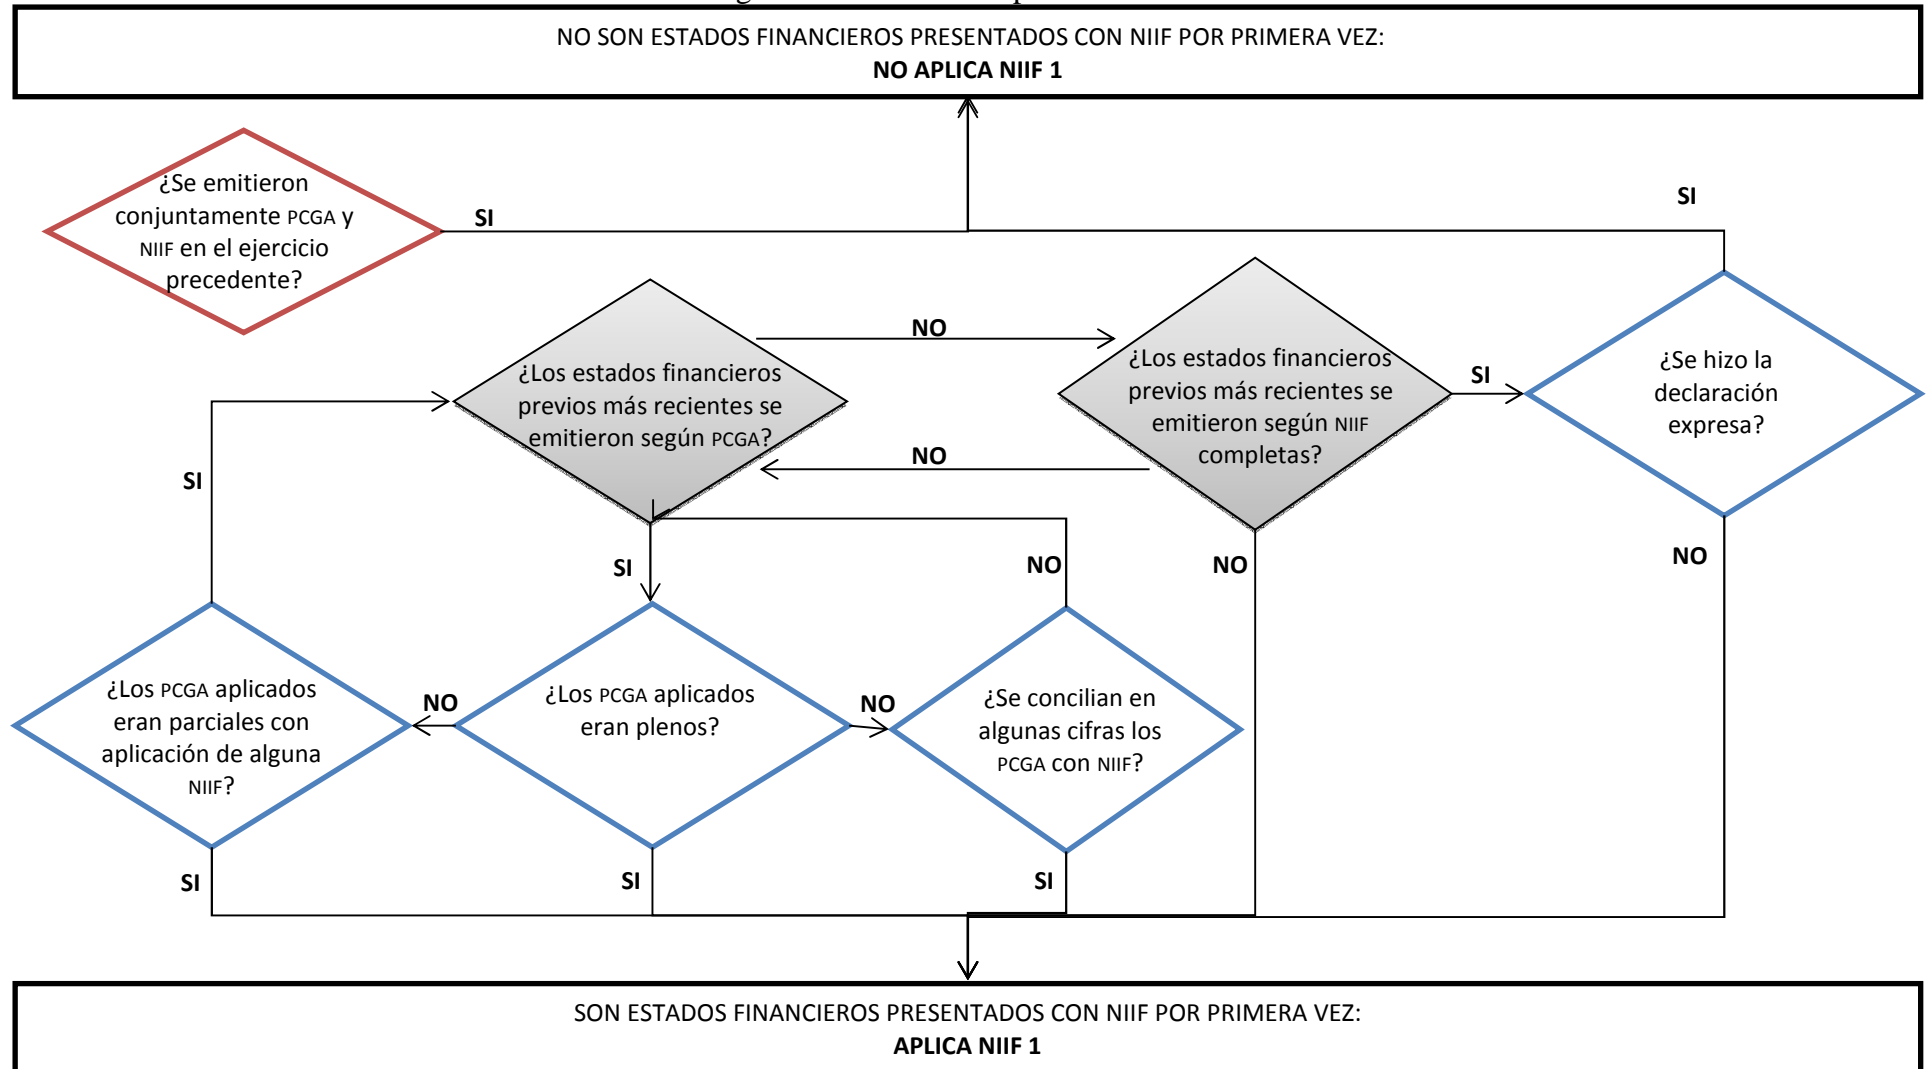 NO SON ESTADOS FINANCIEROS PRESENTADOS CON NIIF POR PRIMERA VEZ:
NO APLICA NIIF 1
¿Se emitieron
conjuntamente PCGA y
NIIF en el ejercicio
precedente?
SI
SI
¿Los estados financieros
previos más recientes se
emitieron según PCGA?
NO
NO
¿Los estados financieros
previos más recientes se
emitieron según NIIF
completas?
SI
¿Se hizo la
declaración
expresa?
SI
SI
NO
NO
NO
¿Los PCGA aplicados
eran parciales con
aplicación de alguna
NIIF?
NO
¿Los PCGA aplicados
eran plenos?
NO
¿Se concilian en
algunas cifras los
PCGA con NIIF?
SI
SI
SI
SON ESTADOS FINANCIEROS PRESENTADOS CON NIIF POR PRIMERA VEZ:
APLICA NIIF 1